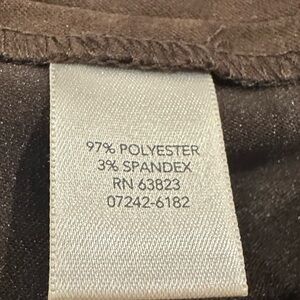 97% POLYESTER
3% SPANDEX
RN 63823
07242-6182